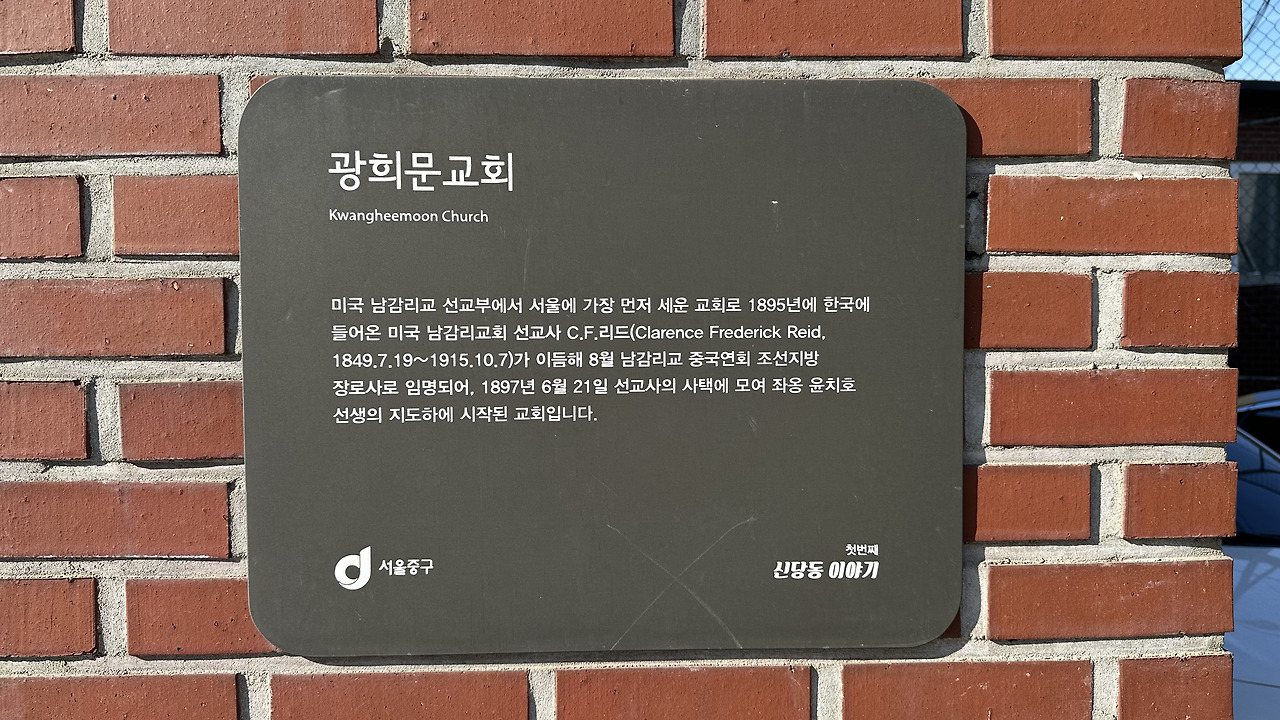 광희문교회
Kwangheemoon Church
미국 남감리교 선교부에서 서울에 가장 먼저 세운 교회로 1895년에 한국에
들어온 미국 남감리교회 선교사 C.F.리드(Clarence Frederick Reid,
1849.7.19～1915.10.7)가 이듬해 8월 남감리교 중국연회 조선지방
장로사로 임명되어, 1897년 6월 21일 선교사의 사택에 모여 좌옹 윤치호
선생의 지도하에 시작된 교회입니다.
서울중구
첫번째
신당동 이야기